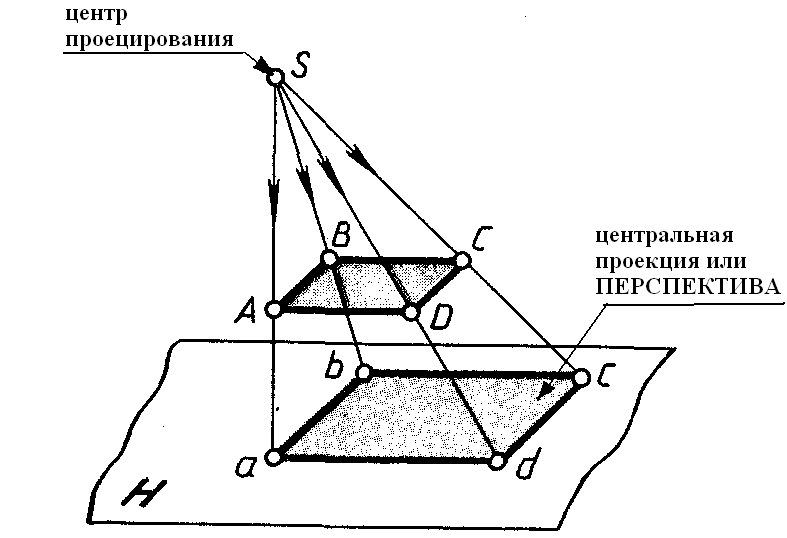 центр
проецирования
S
B
C
центральная
проекция или
ПЕРСПЕКТИВА
A
D
b
c
a
d
H